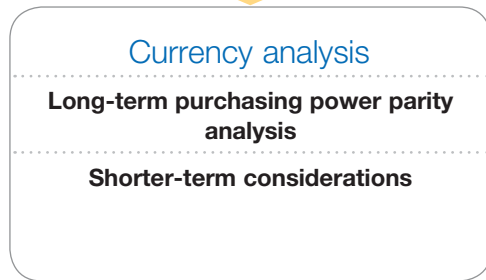 Currency analysis
Long-term purchasing power parity
analysis
Shorter-term considerations